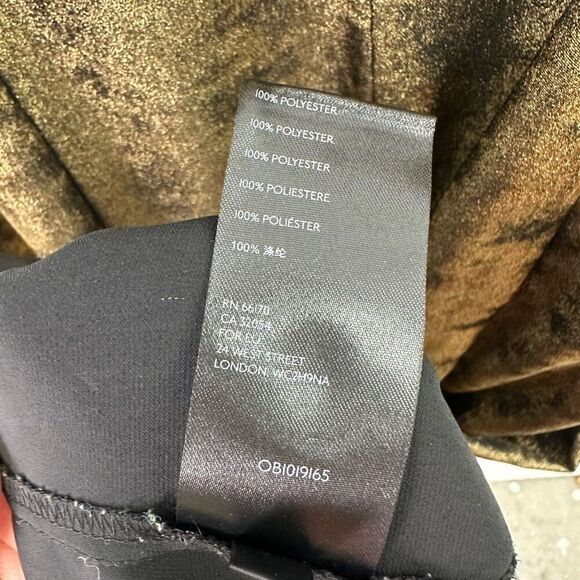 100% POLYESTER
100% POLYESTER
100% POLYESTER
100% POLIESTERE
100% POLIÉSTER
100% 涤纶
RN 66170
CA 32054
FOR EU:
24 WEST STREET
LONDON WC2H9NA
OB1019165